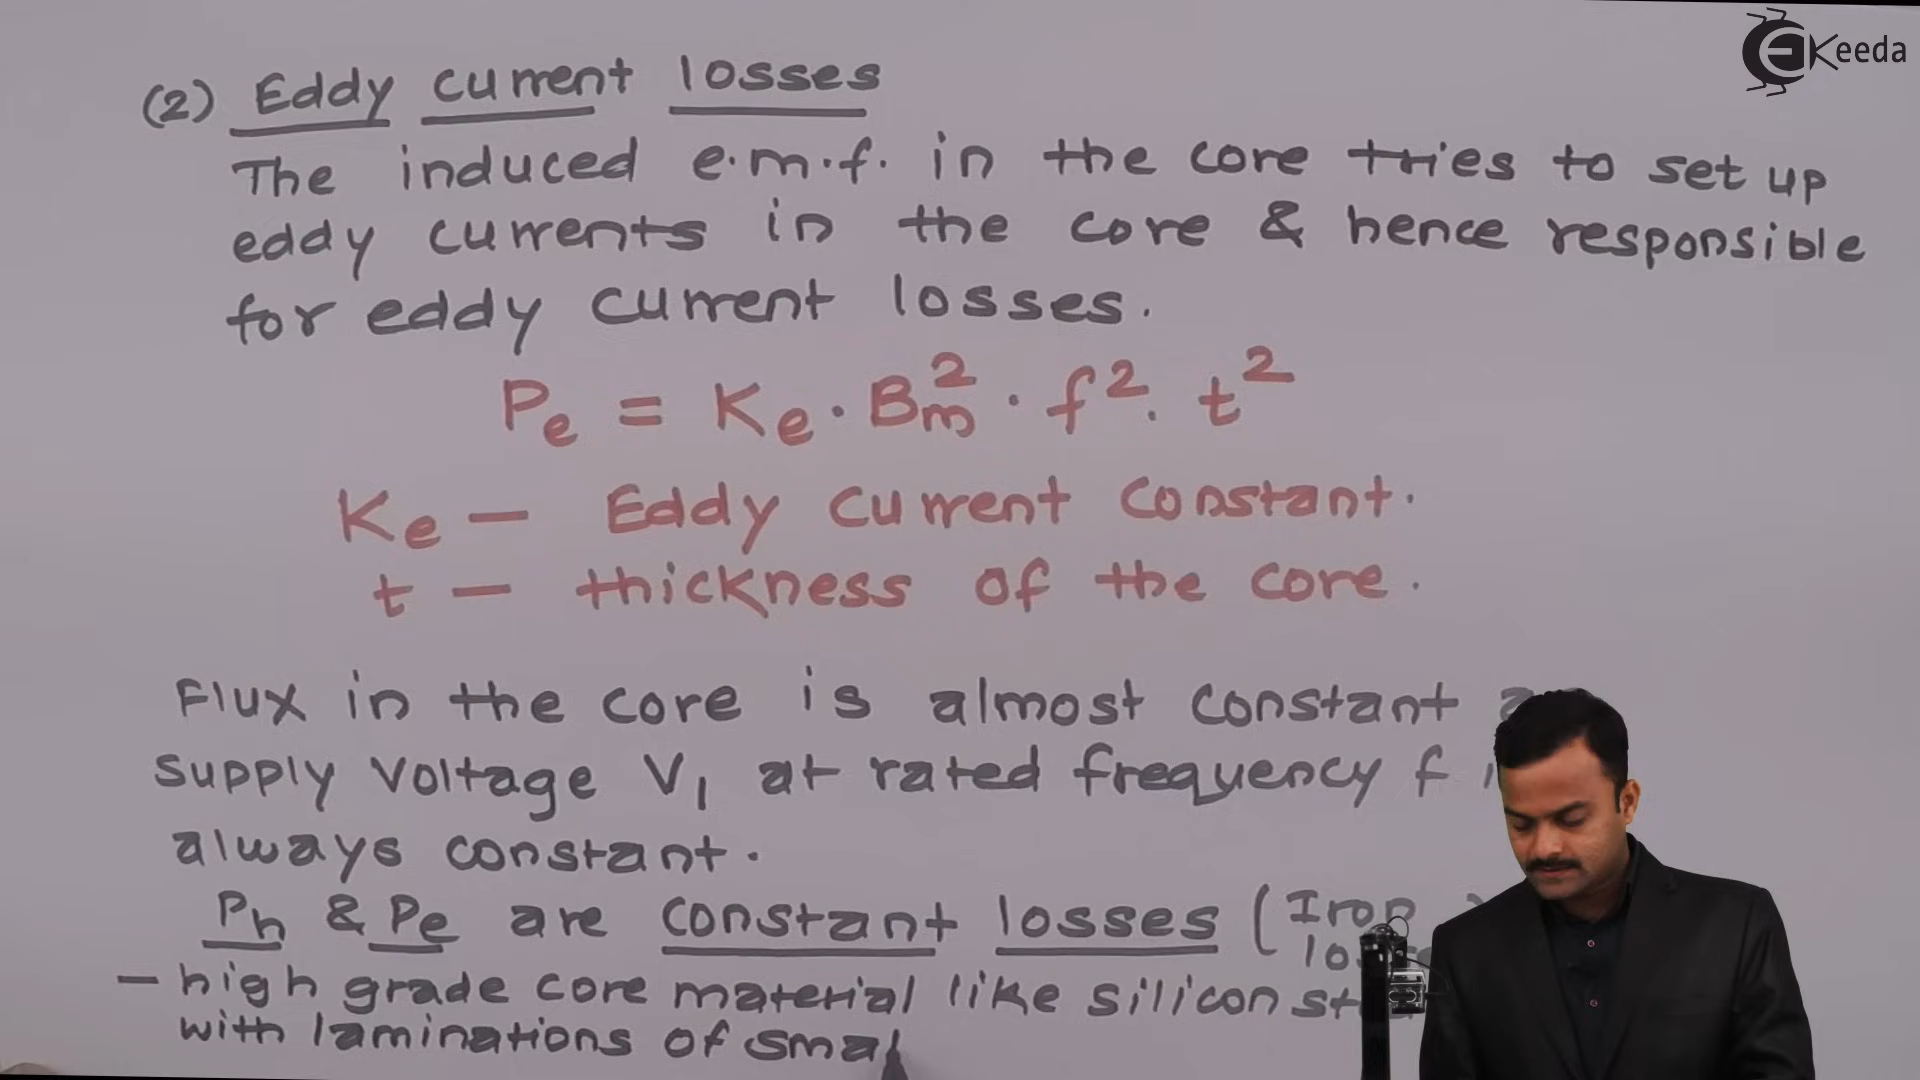 EKeeda
(2) Eddy current losses
The induced e.m.f. in the core tries to set up
eddy currents in the core & hence responsible
for eddy current losses.
Pe = Ke · Bm² · f² · t²
Ke — Eddy current constant.
t — thickness of the core.
Flux in the core is almost constant
supply voltage V₁ at rated frequency f
always constant.
Ph & Pe are constant losses (Iron
- high grade core material like silicon
with laminations of smal